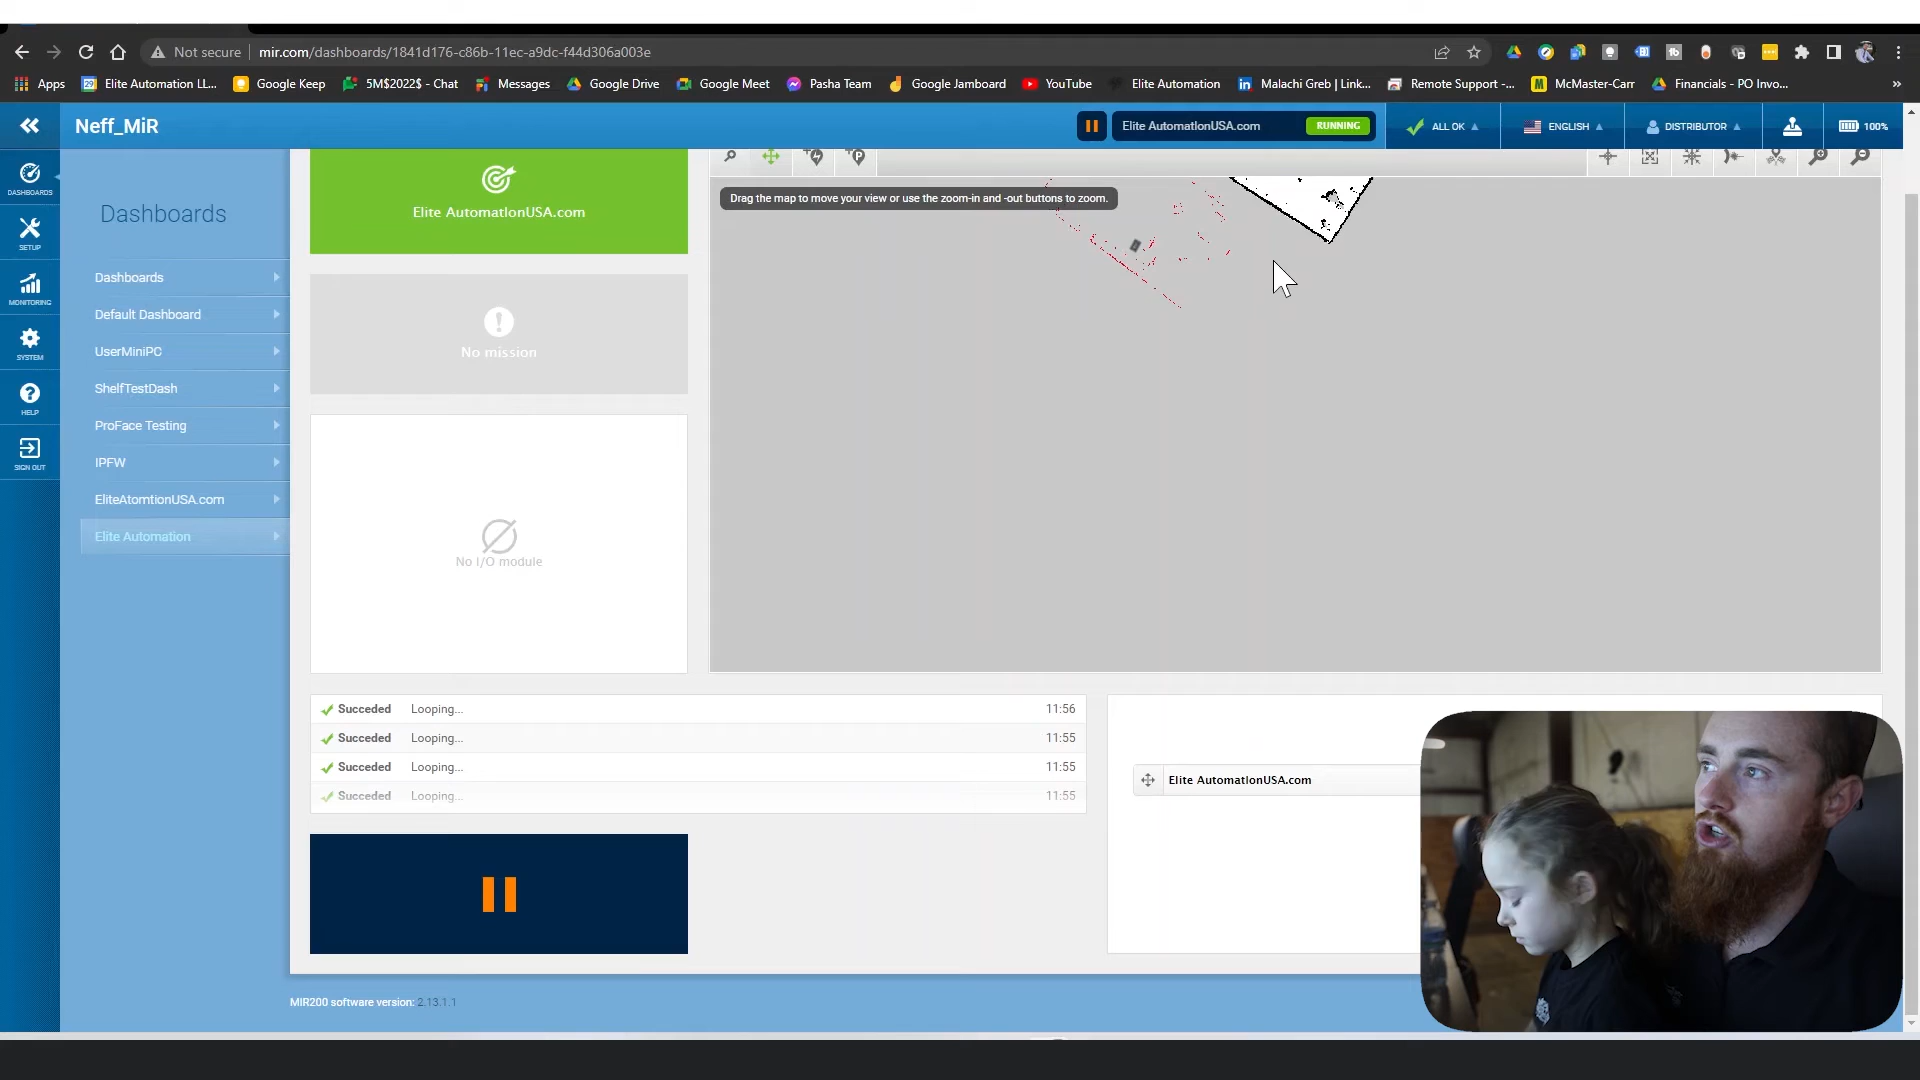 Not secure
mir.com/dashboards/1841d176-c86b-11ec-a9dc-f44d306a003e
Apps
Elite Automation LL...
Google Keep
5M$2022$ - Chat
Messages
Google Drive
Google Meet
Pasha Team
Google Jamboard
YouTube
Elite Automation
Malachi Greb | Link...
Remote Support -...
McMaster-Carr
Financials - PO Invo...
»
Neff_MiR
Elite AutomatIonUSA.com
RUNNING
ALL OK
ENGLISH
DISTRIBUTOR
100%
DASHBOARDS
SETUP
MONITORING
SYSTEM
HELP
SIGN OUT
Dashboards
Dashboards
Default Dashboard
UserMiniPC
ShelfTestDash
ProFace Testing
IPFW
EliteAtomtionUSA.com
Elite Automation
Elite AutomatIonUSA.com
No mission
No I/O module
Drag the map to move your view or use the zoom-in and -out buttons to zoom.
Succeded Looping... 11:56
Succeded Looping... 11:55
Succeded Looping... 11:55
Succeded Looping... 11:55
Elite AutomatIonUSA.com
MIR200 software version: 2.13.1.1